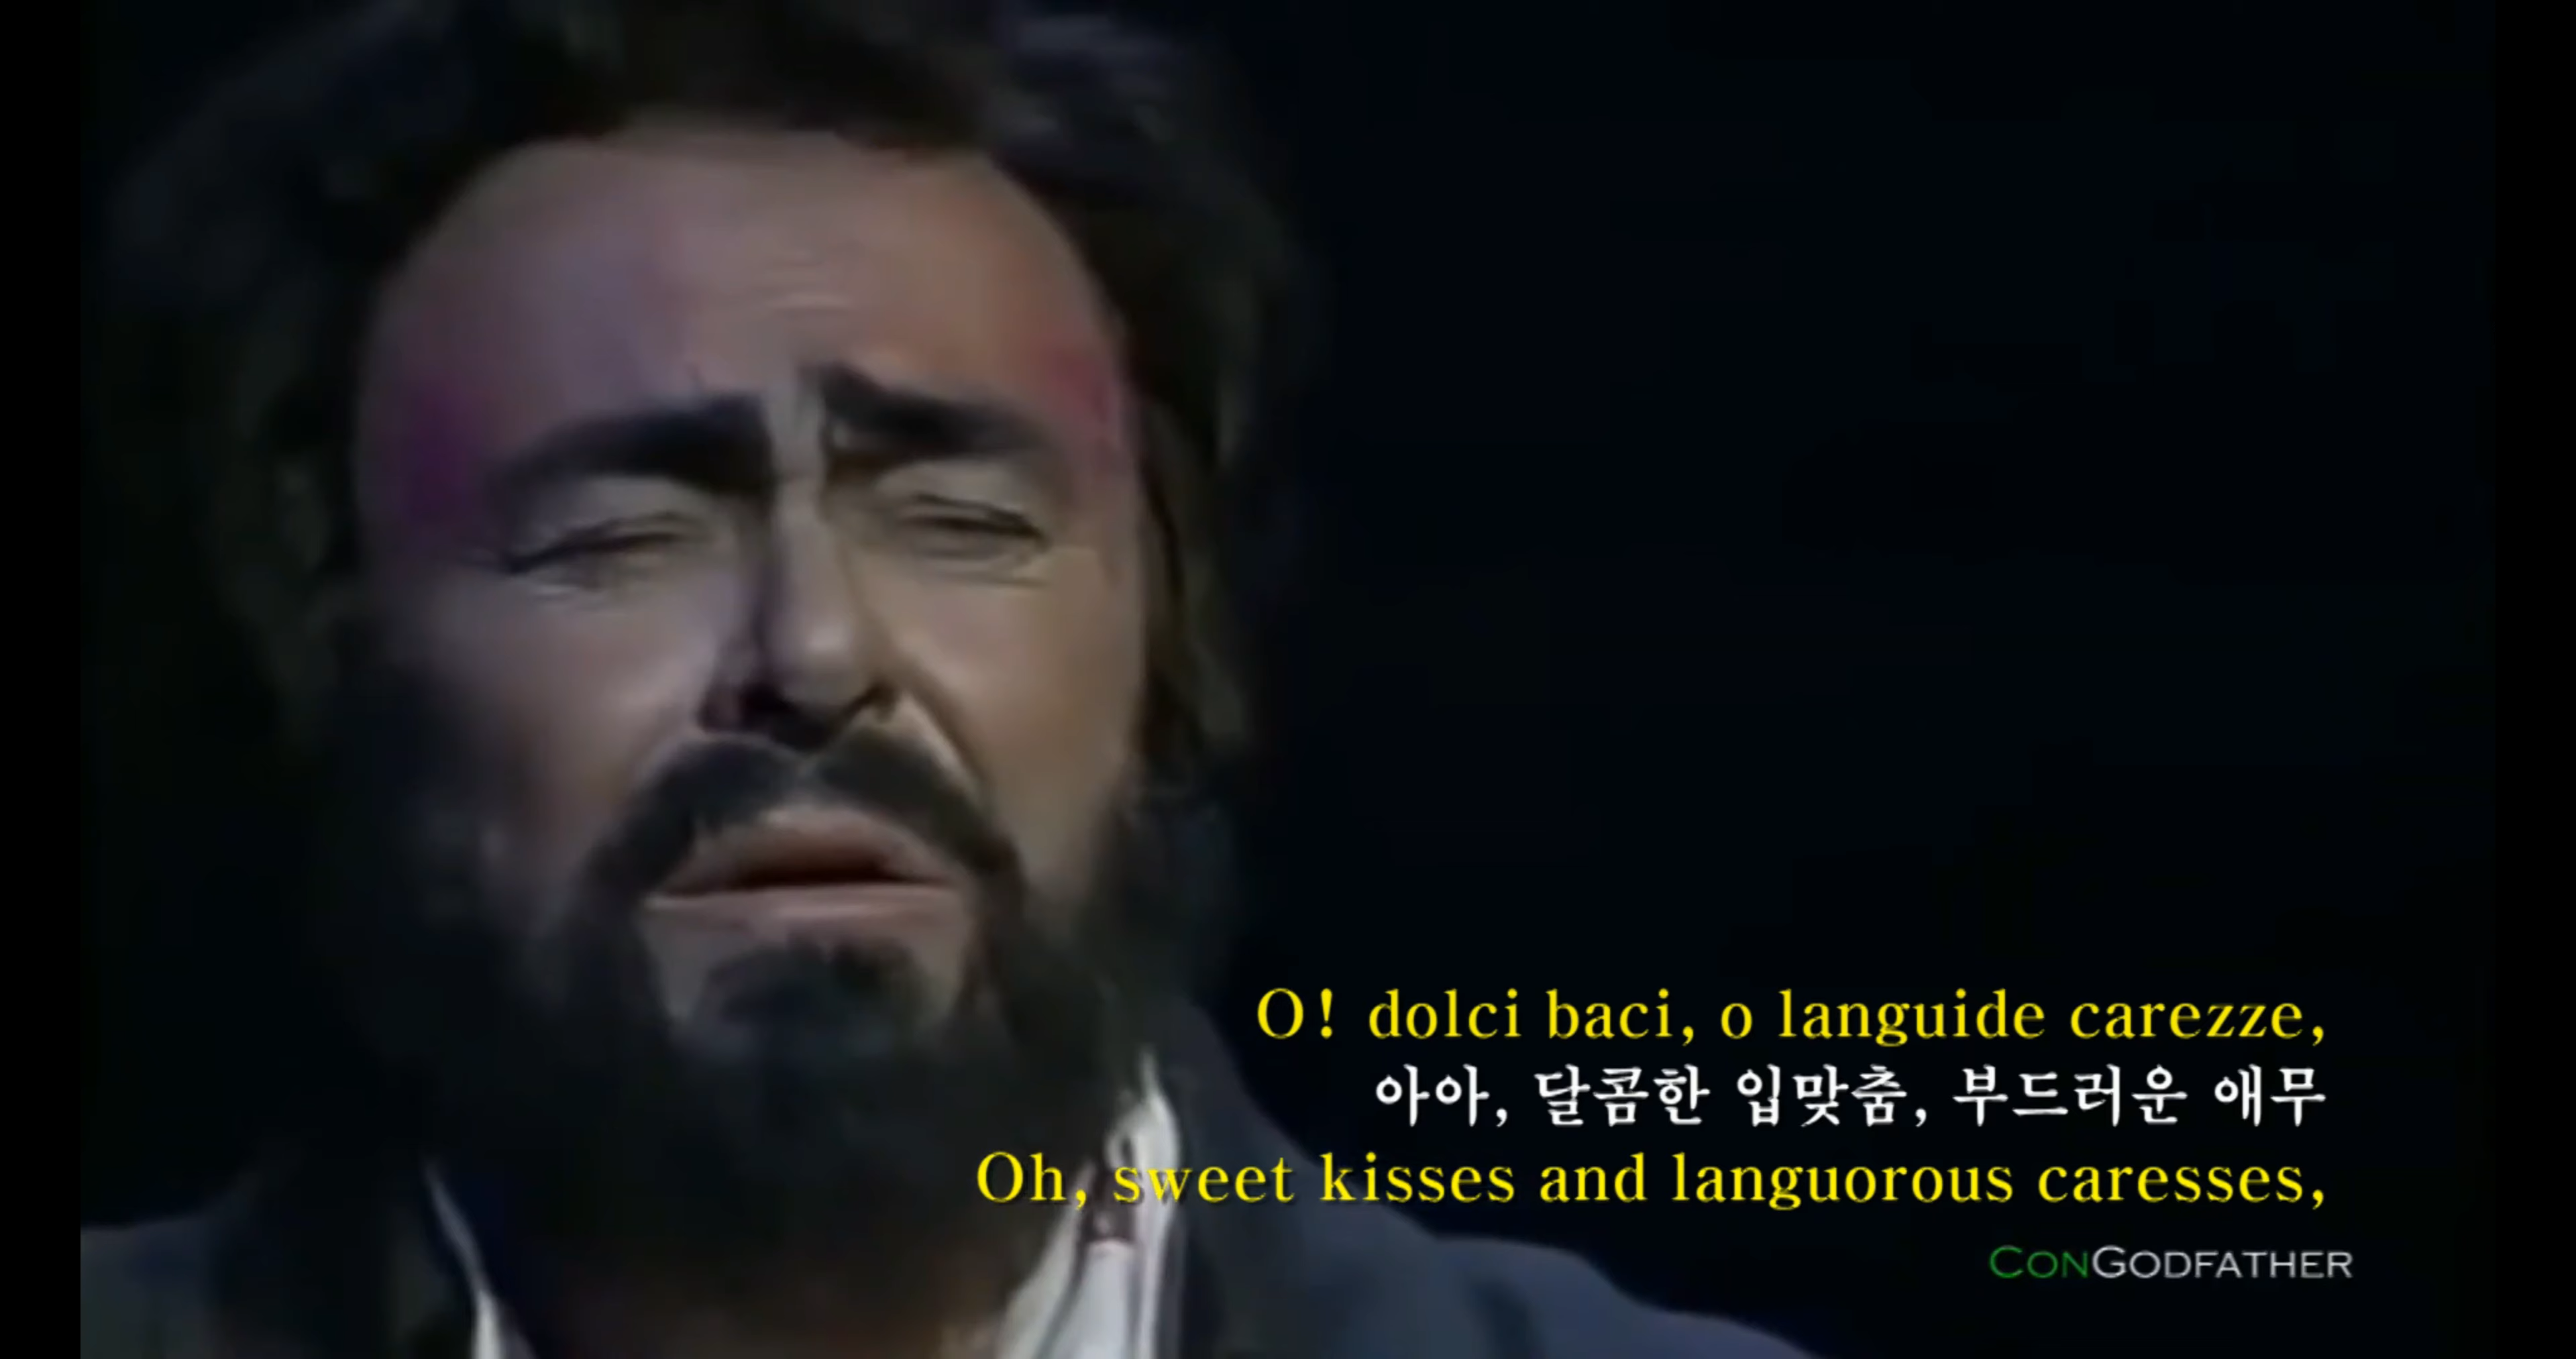 O! dolci baci, o languide carezze,
아아, 달콤한 입맞춤, 부드러운 애무
Oh, sweet kisses and languorous caresses,
CONGODFATHER